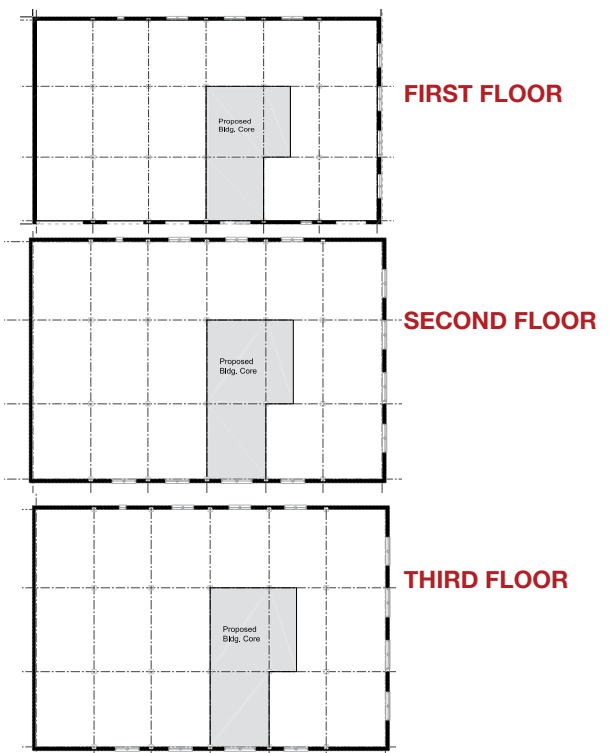 FIRST FLOOR
Proposed
Bldg. Core
SECOND FLOOR
Proposed
Bldg. Core
THIRD FLOOR
Proposed
Bldg. Core